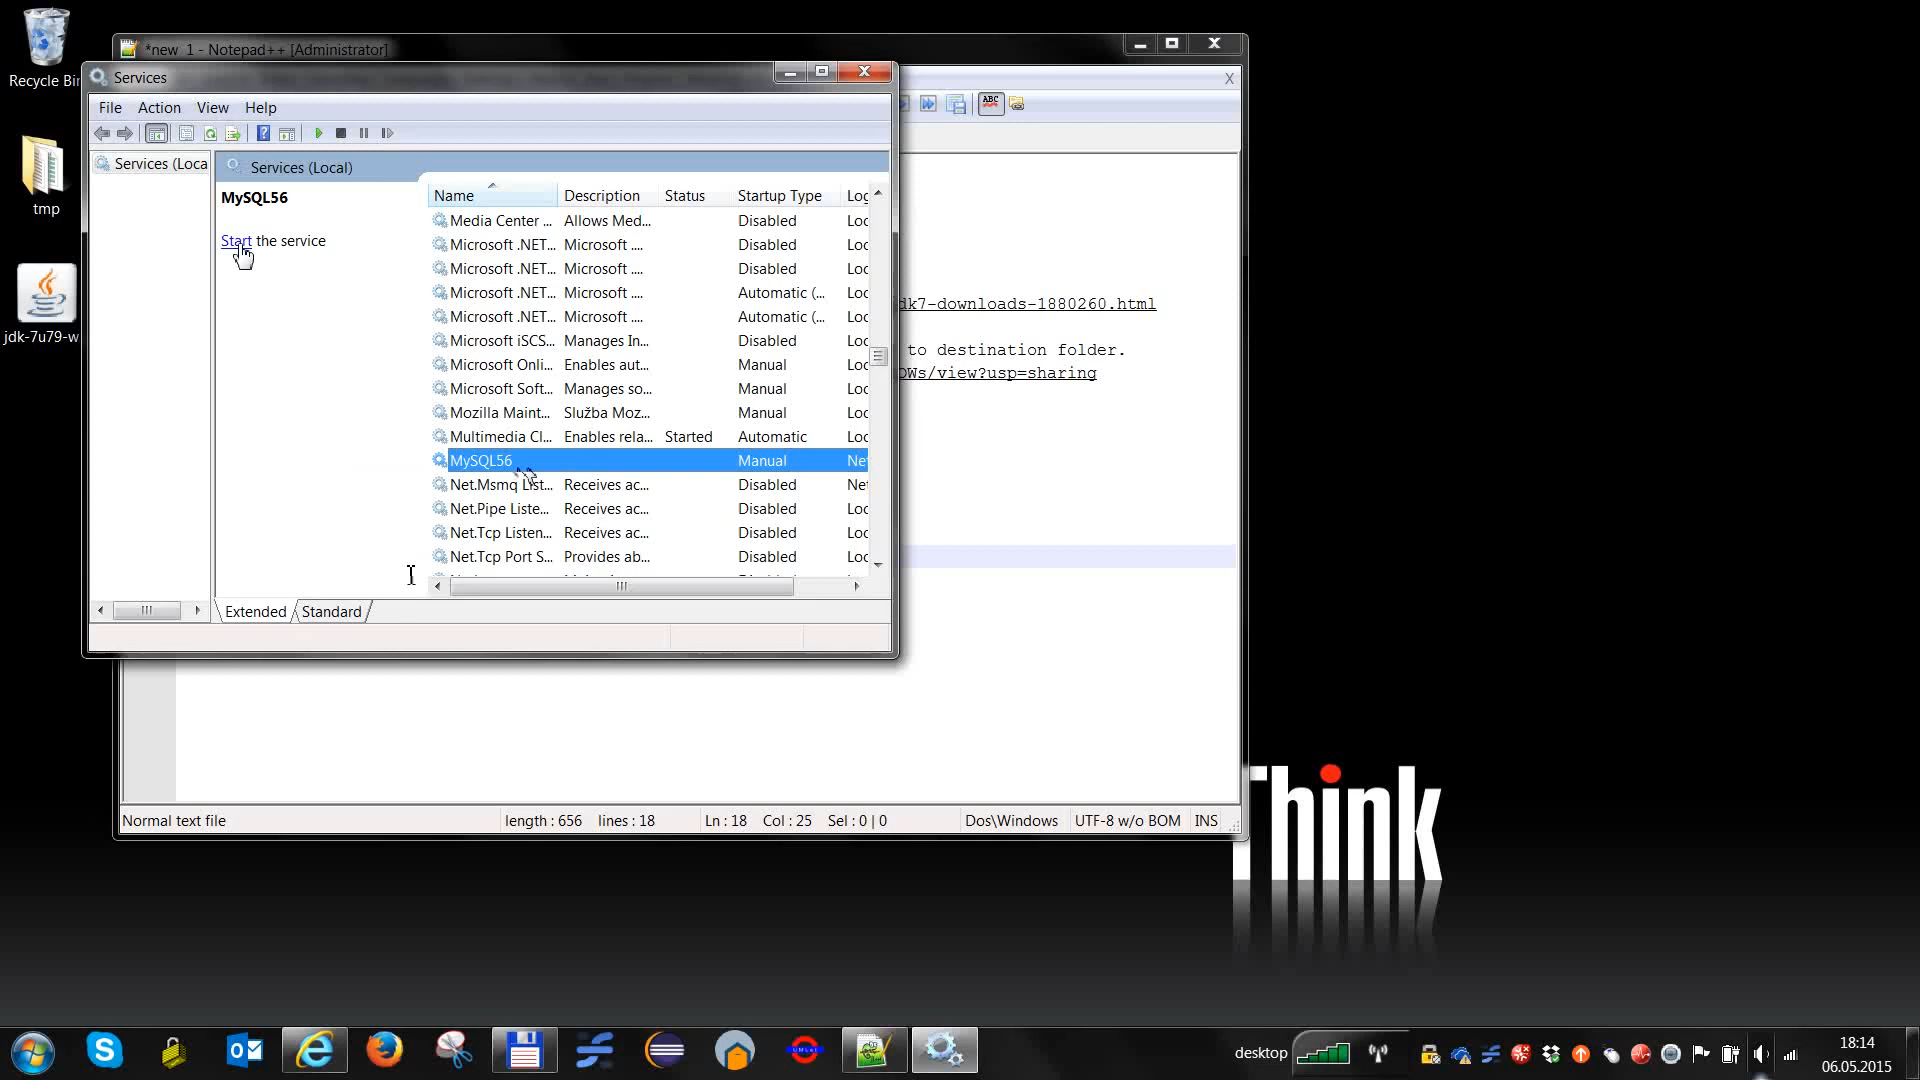 Recycle Bin
tmp
jdk-7u79-w
*new 1 - Notepad++ [Administrator]
X
ABC
Services
File Action View Help
Services (Loca
Services (Local)
MySQL56
Start the service
Name Description Status Startup Type Log
Media Center ... Allows Med... Disabled Loc
Microsoft .NET... Microsoft .... Disabled Loc
Microsoft .NET... Microsoft .... Disabled Loc
Microsoft .NET... Microsoft .... Automatic (... Loc
Microsoft .NET... Microsoft .... Automatic (... Loc
Microsoft iSCS... Manages In... Disabled Loc
Microsoft Onli... Enables aut... Manual Loc
Microsoft Soft... Manages so... Manual Loc
Mozilla Maint... Služba Moz... Manual Loc
Multimedia Cl... Enables rela... Started Automatic Loc
MySQL56 Manual Net
Net.Msmq List... Receives ac... Disabled Net
Net.Pipe Liste... Receives ac... Disabled Loc
Net.Tcp Listen... Receives ac... Disabled Loc
Net.Tcp Port S... Provides ab... Disabled Loc
Extended Standard
dk7-downloads-1880260.html
to destination folder.
OWs/view?usp=sharing
Normal text file length : 656 lines : 18 Ln : 18 Col : 25 Sel : 0 | 0 Dos\Windows UTF-8 w/o BOM INS
Think
desktop
18:14
06.05.2015